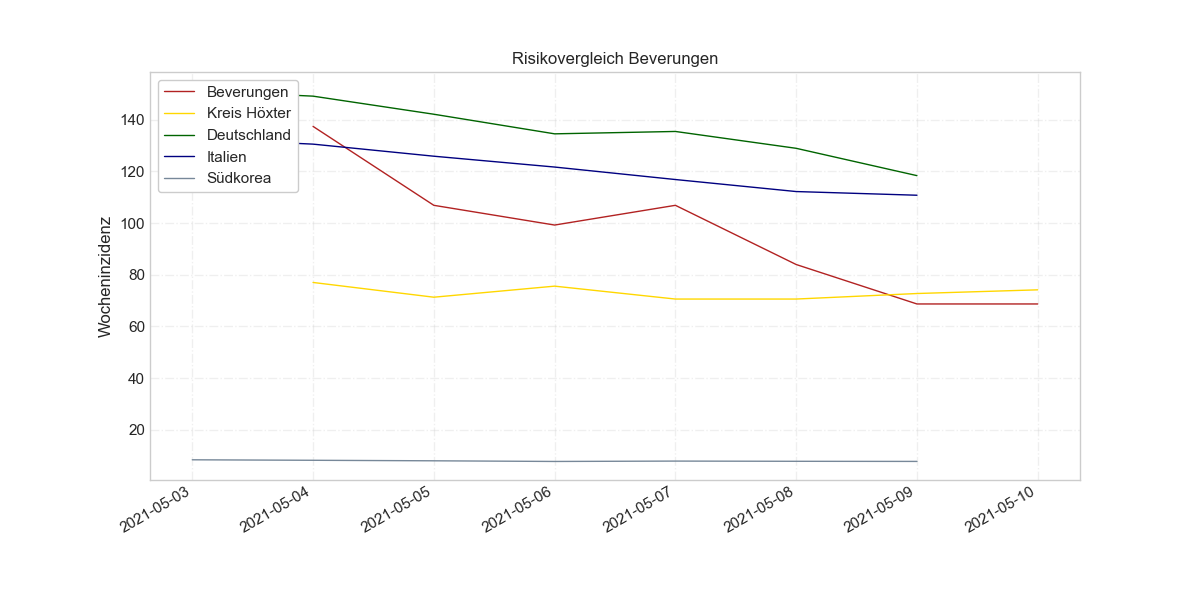 Risikovergleich Beverungen
Beverungen
Kreis Höxter
Deutschland
Italien
Südkorea
Wocheninzidenz
140
120
100
80
60
40
20
2021-05-03
2021-05-04
2021-05-05
2021-05-06
2021-05-07
2021-05-08
2021-05-09
2021-05-10